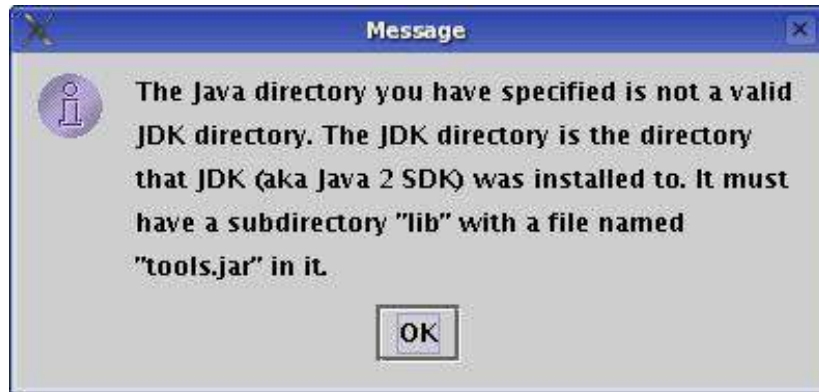 Message
The Java directory you have specified is not a valid
JDK directory. The JDK directory is the directory
that JDK (aka Java 2 SDK) was installed to. It must
have a subdirectory "lib" with a file named
"tools.jar" in it.
OK